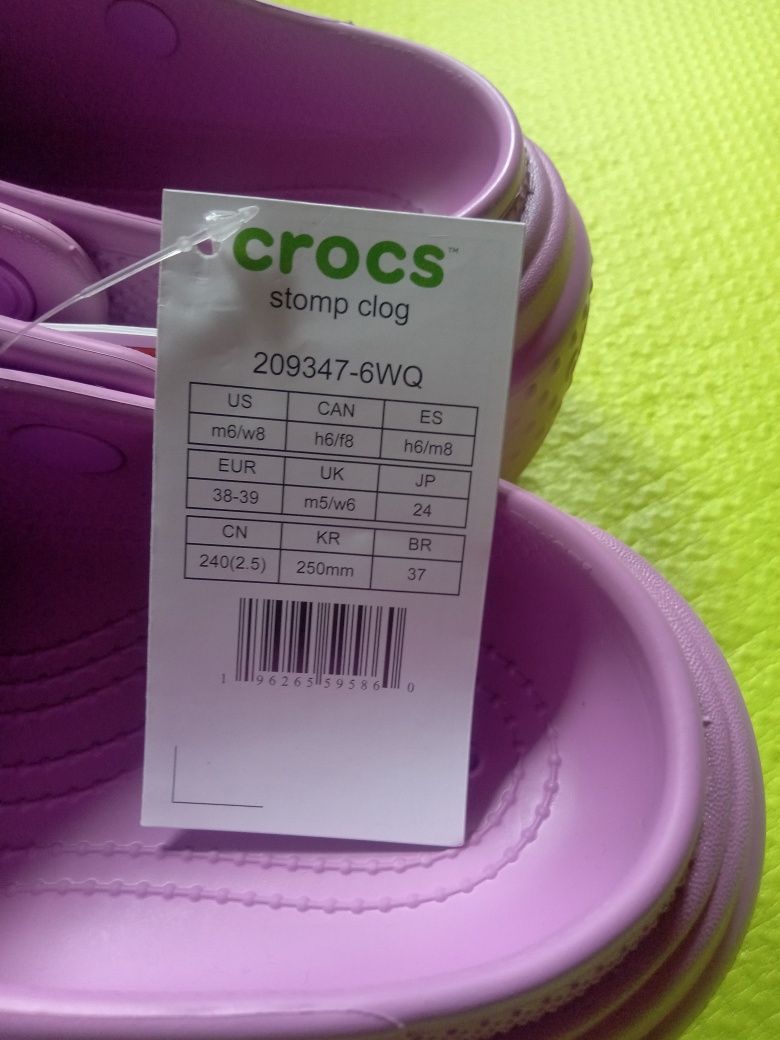 crocs™
stomp clog
209347-6WQ
US CAN ES
m6/w8 h6/f8 h6/m8
EUR UK JP
38-39 m5/w6 24
CN KR BR
240(2.5) 250mm 37
1 96265 59586 0